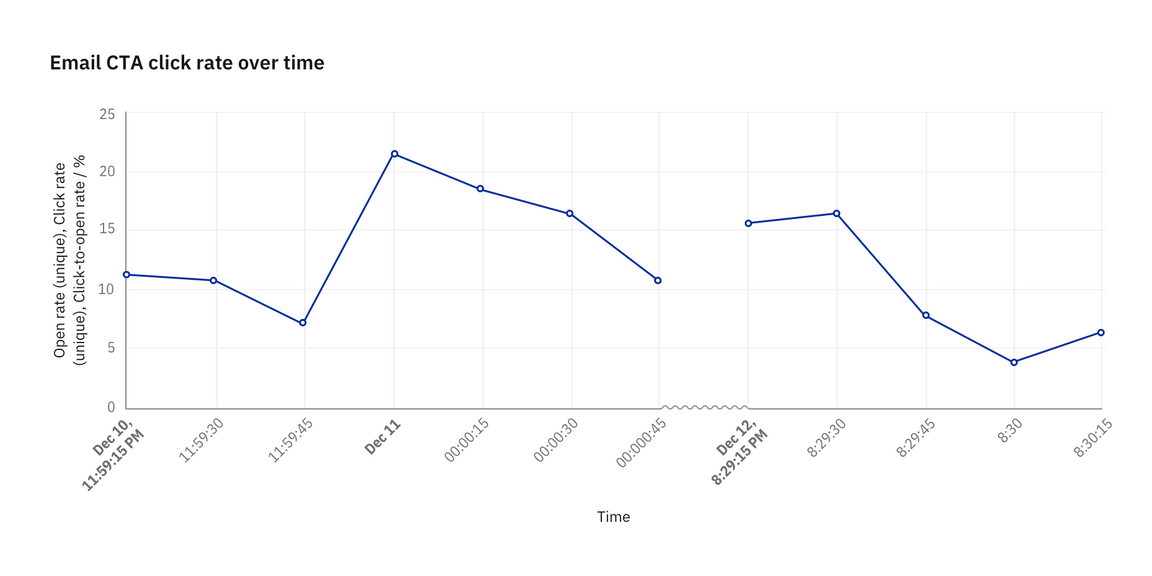 Email CTA click rate over time
Open rate (unique), Click rate
(unique), Click-to-open rate / %
25
20
15
10
5
0
Dec 10,
11:59:15 PM
11:59:30
11:59:45
Dec 11
00:00:15
00:00:30
00:000:45
Dec 12,
8:29:15 PM
8:29:30
8:29:45
8:30
8:30:15
Time